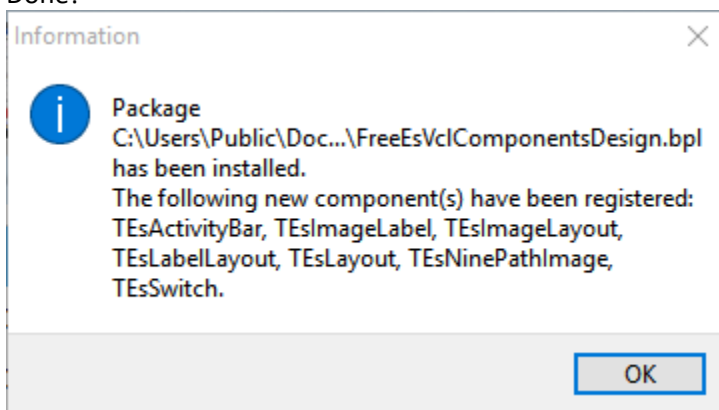 Done?
Information
Package
C:\Users\Public\Doc...\FreeEsVclComponentsDesign.bpl
has been installed.
The following new component(s) have been registered:
TEsActivityBar, TEsImageLabel, TEsImageLayout,
TEsLabelLayout, TEsLayout, TEsNinePathImage,
TEsSwitch.
OK